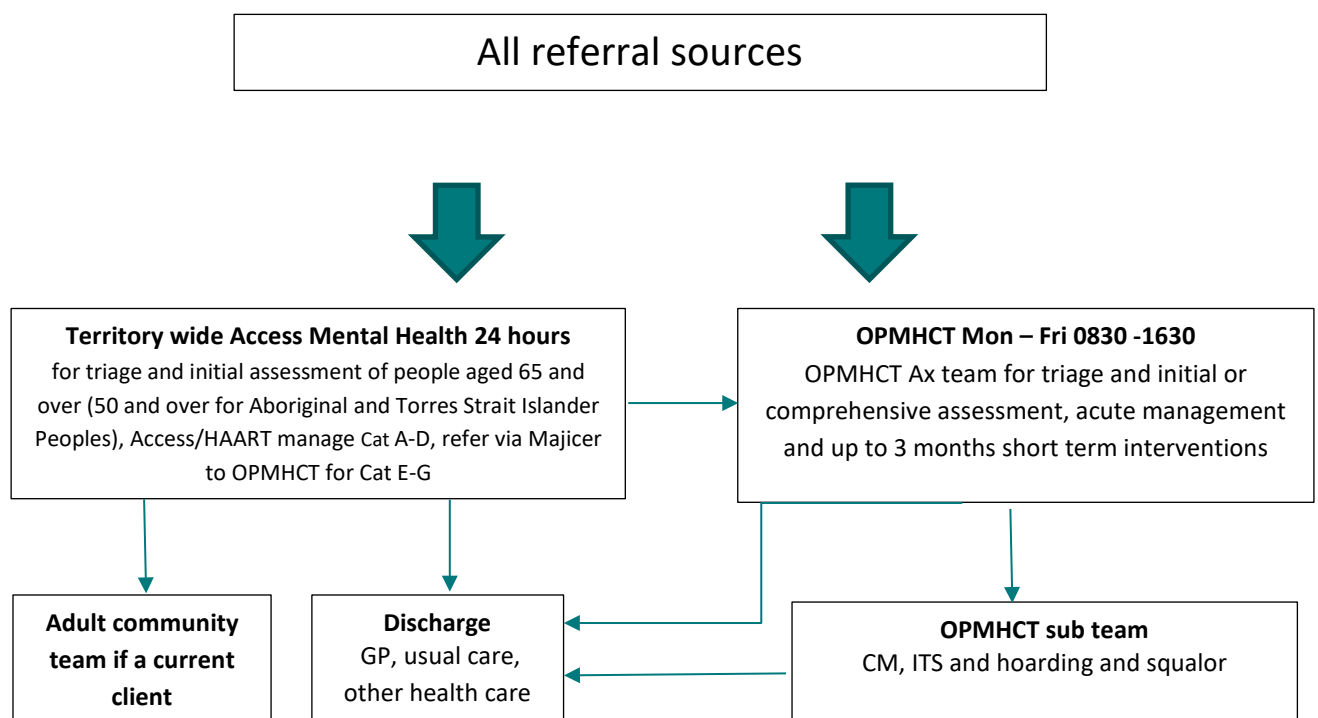 All referral sources
Territory wide Access Mental Health 24 hours
for triage and initial assessment of people aged 65 and
over (50 and over for Aboriginal and Torres Strait Islander
Peoples), Access/HAART manage Cat A-D, refer via Majicer
to OPMHCT for Cat E-G
OPMHCT Mon – Fri 0830 -1630
OPMHCT Ax team for triage and initial or
comprehensive assessment, acute management
and up to 3 months short term interventions
Adult community
team if a current
client
Discharge
GP, usual care,
other health care
OPMHCT sub team
CM, ITS and hoarding and squalor